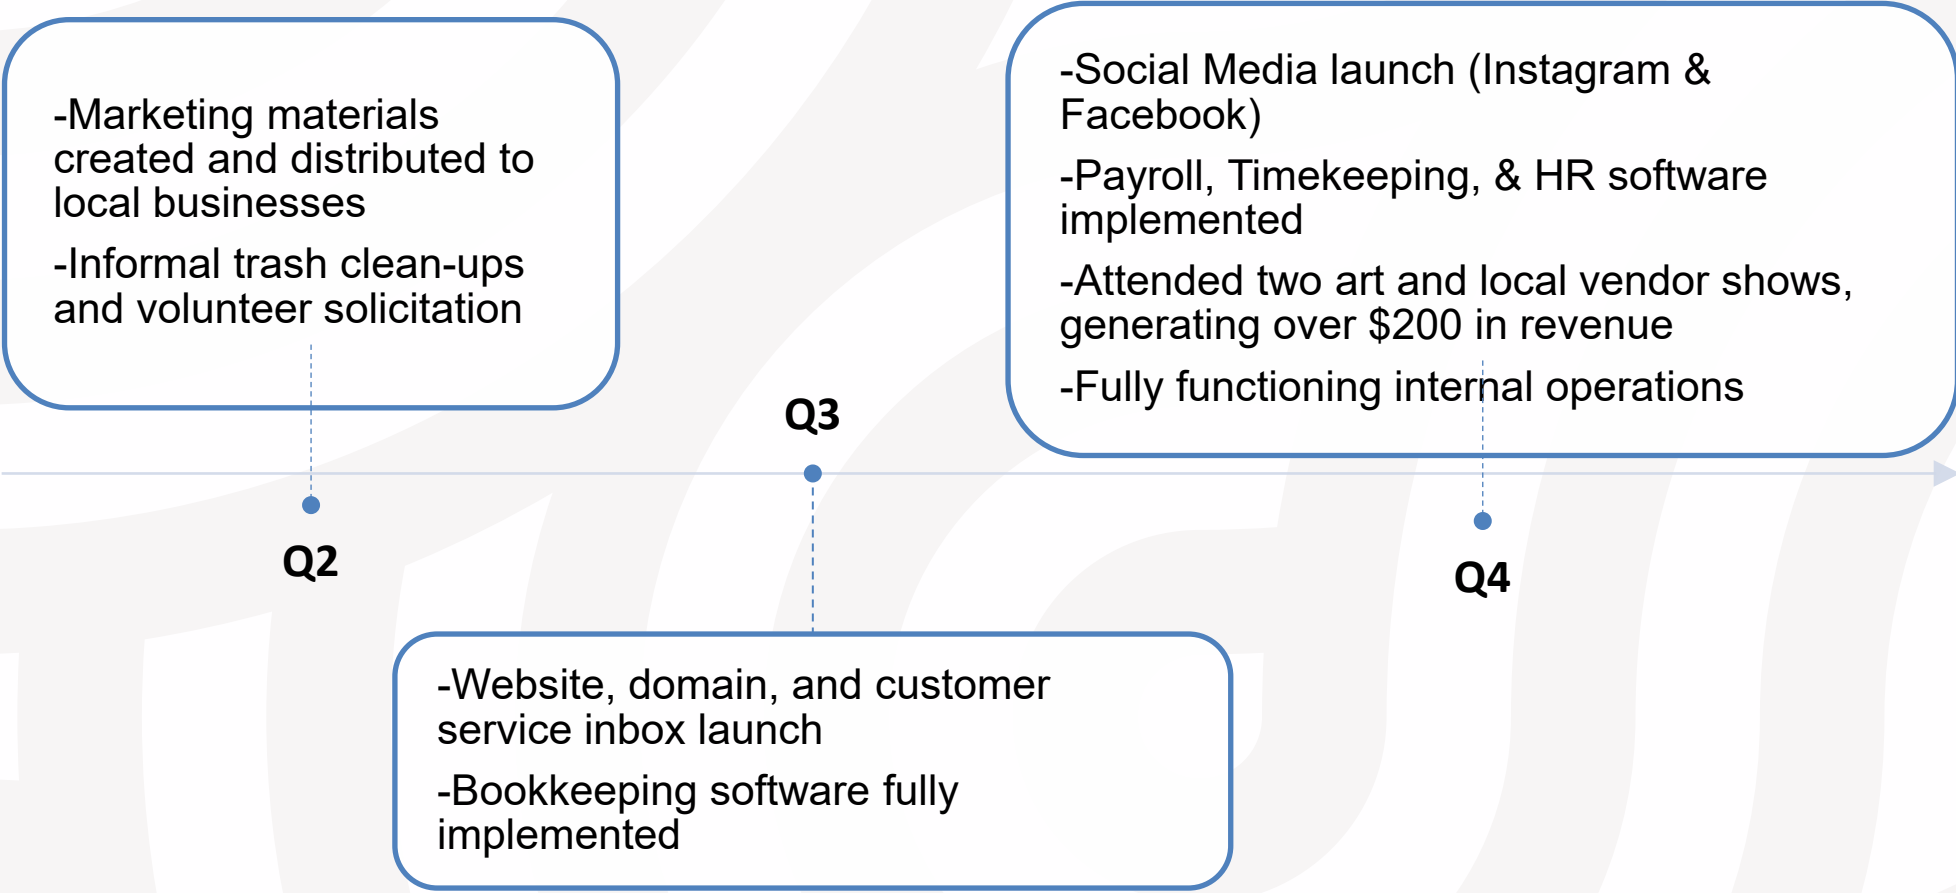 -Marketing materials
created and distributed to
local businesses
-Informal trash clean-ups
and volunteer solicitation
Q2
Q3
-Website, domain, and customer
service inbox launch
-Bookkeeping software fully
implemented
-Social Media launch (Instagram &
Facebook)
-Payroll, Timekeeping, & HR software
implemented
-Attended two art and local vendor shows,
generating over $200 in revenue
-Fully functioning internal operations
Q4